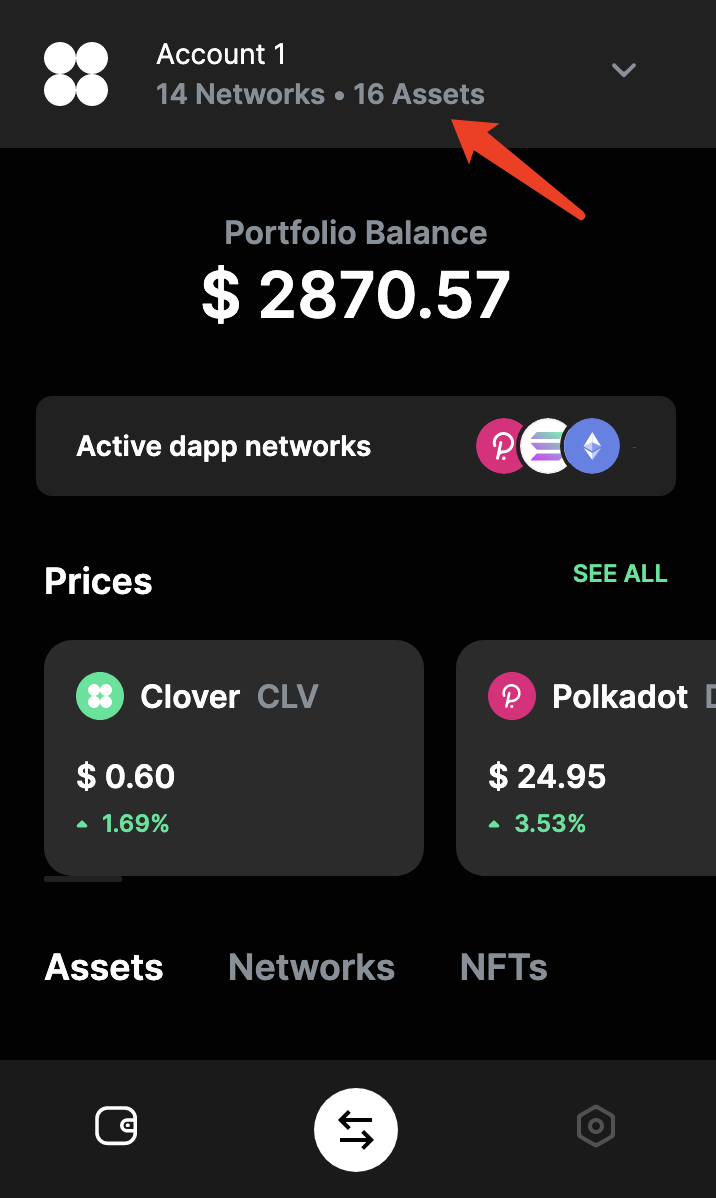 Account 1
14 Networks • 16 Assets
Portfolio Balance
$ 2870.57
Active dapp networks
Prices
SEE ALL
Clover CLV
$ 0.60
1.69%
Polkadot
$ 24.95
3.53%
Assets Networks NFTs